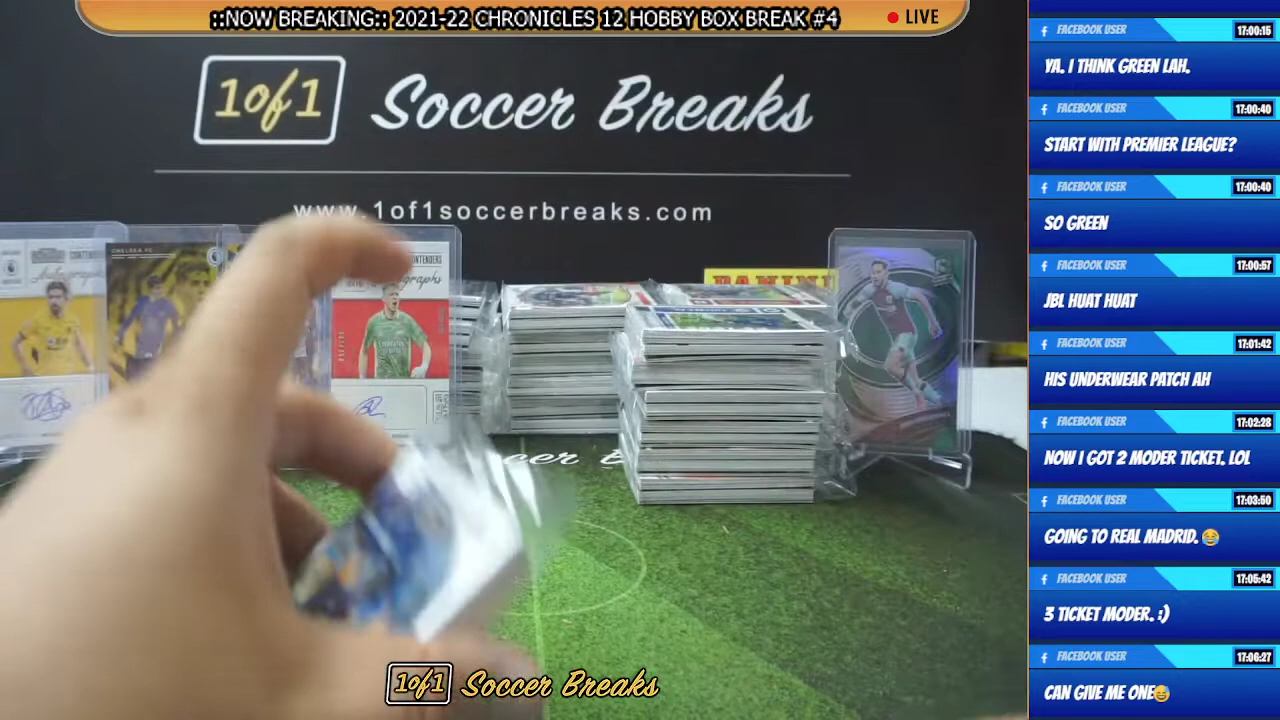 ::NOW BREAKING:: 2021-22 CHRONICLES 12 HOBBY BOX BREAK #4
LIVE
1of1 Soccer Breaks
www.1of1soccerbreaks.com
CHELSEA FC
PANINI
1of1 Soccer Breaks
FACEBOOK USER 17:00:15
YA. I THINK GREEN LAH.
FACEBOOK USER 17:00:40
START WITH PREMIER LEAGUE?
FACEBOOK USER 17:00:40
SO GREEN
FACEBOOK USER 17:00:57
JBL HUAT HUAT
FACEBOOK USER 17:01:42
HIS UNDERWEAR PATCH AH
FACEBOOK USER 17:02:28
NOW I GOT 2 MODER TICKET. LOL
FACEBOOK USER 17:03:50
GOING TO REAL MADRID. 😂
FACEBOOK USER 17:05:42
3 TICKET MODER. :)
FACEBOOK USER 17:06:27
CAN GIVE ME ONE😅